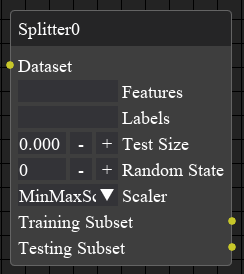 Splitter0
Dataset
Features
Labels
0.000 - + Test Size
0 - + Random State
MinMaxSc Scaler
Training Subset
Testing Subset